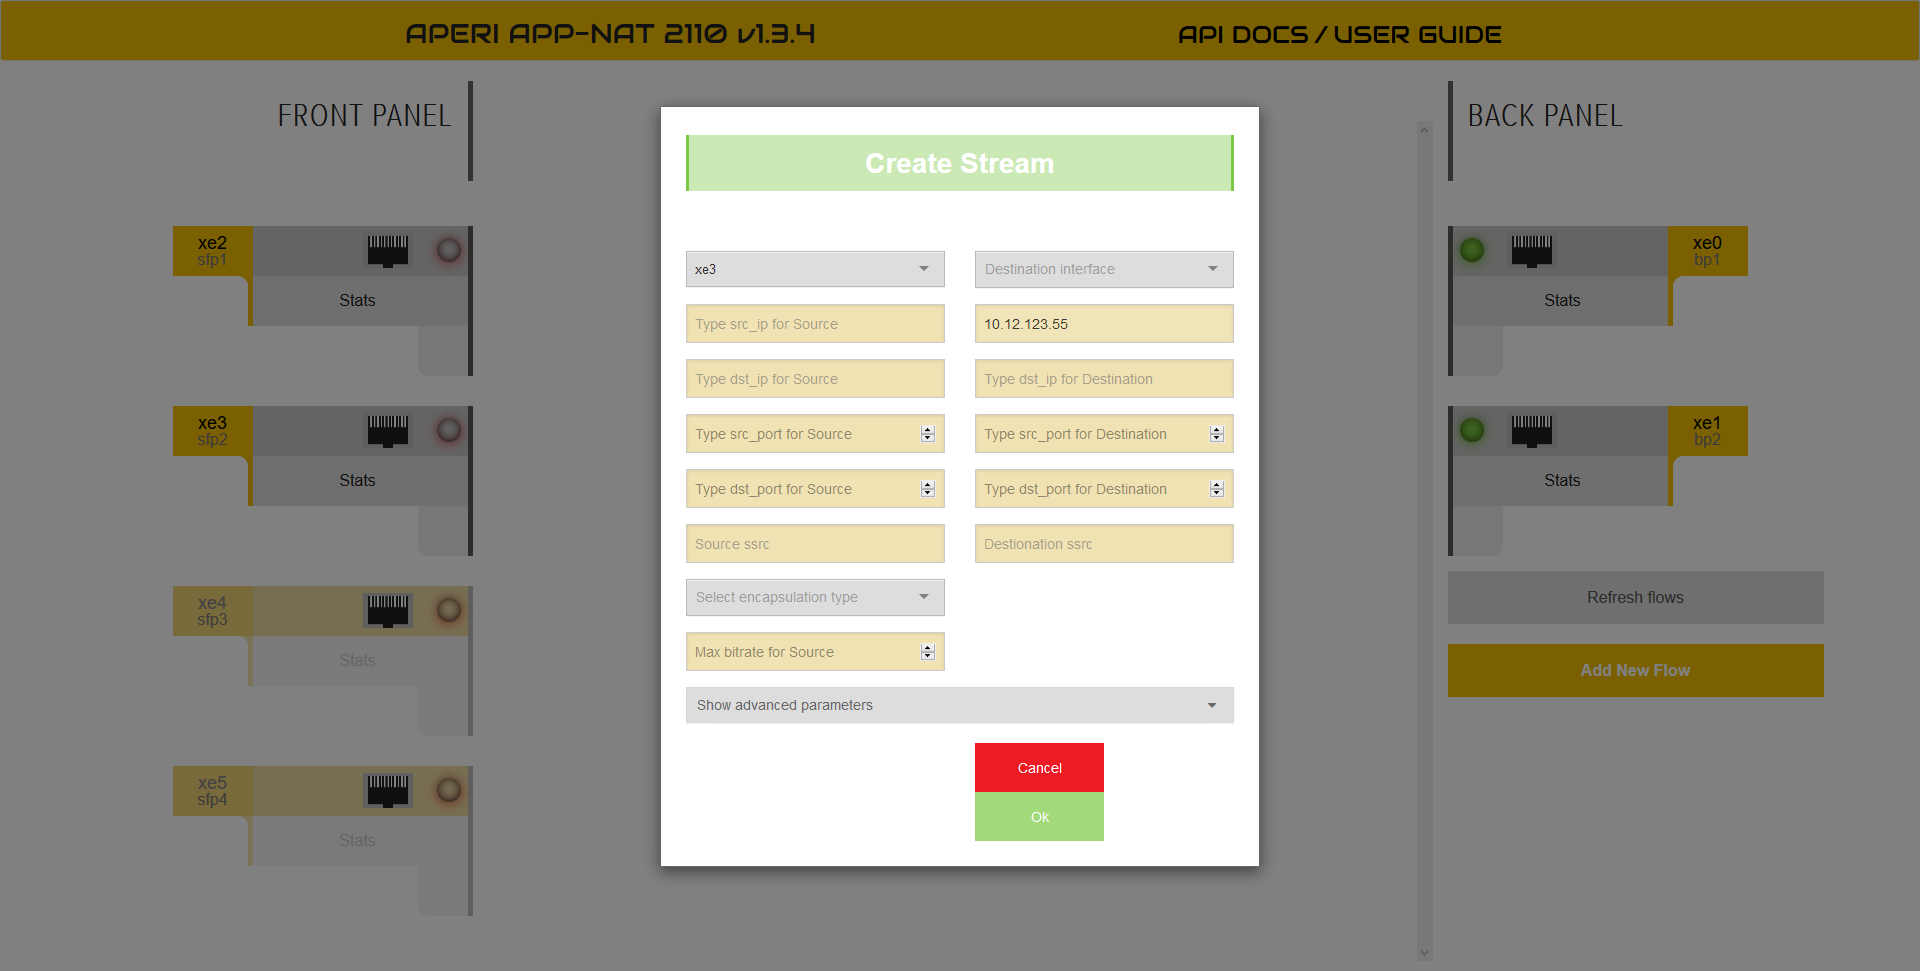 APERI APP-NAT 2110 v1.3.4
API DOCS / USER GUIDE
FRONT PANEL
xe2
sfp1
Stats
xe3
sfp2
Stats
xe4
sfp3
Stats
xe5
sfp4
Stats
Create Stream
xe3
Destination interface
Type src_ip for Source
10.12.123.55
Type dst_ip for Source
Type dst_ip for Destination
Type src_port for Source
Type src_port for Destination
Type dst_port for Source
Type dst_port for Destination
Source ssrc
Destionation ssrc
Select encapsulation type
Max bitrate for Source
Show advanced parameters
Cancel
Ok
BACK PANEL
xe0
bp1
Stats
xe1
bp2
Stats
Refresh flows
Add New Flow